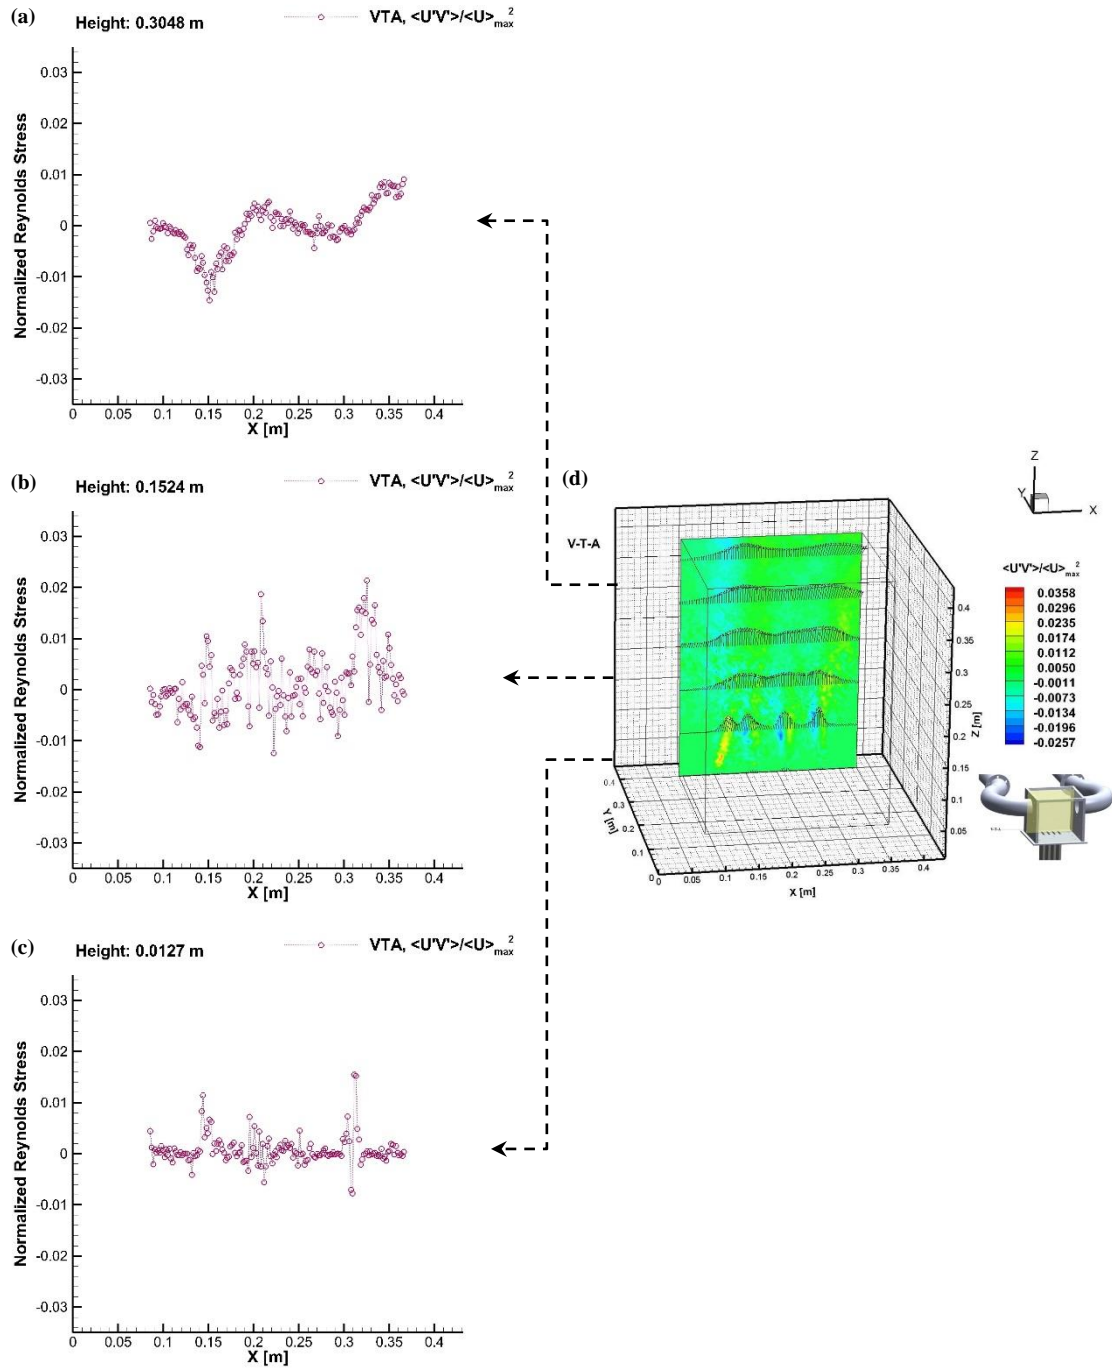 (a)
Height: 0.3048 m
VTA, <U'V'>/<U>max2
Normalized Reynolds Stress
0.03
0.02
0.01
0
-0.01
-0.02
-0.03
0 0.05 0.1 0.15 0.2 0.25 0.3 0.35 0.4
X [m]
(b)
Height: 0.1524 m
VTA, <U'V'>/<U>max2
Normalized Reynolds Stress
0.03
0.02
0.01
0
-0.01
-0.02
-0.03
0 0.05 0.1 0.15 0.2 0.25 0.3 0.35 0.4
X [m]
(c)
Height: 0.0127 m
VTA, <U'V'>/<U>max2
Normalized Reynolds Stress
0.03
0.02
0.01
0
-0.01
-0.02
-0.03
0 0.05 0.1 0.15 0.2 0.25 0.3 0.35 0.4
X [m]
(d)
V-T-A
Z
Y
X
<U'V'>/<U>max2
0.0358
0.0296
0.0235
0.0174
0.0112
0.0050
-0.0011
-0.0073
-0.0134
-0.0196
-0.0257
0.4
0.35
0.3
0.25
0.2
0.15
0.1
0.05
Z [m]
0.4
0.3
0.2
0.1
0
Y [m]
0 0.05 0.1 0.15 0.2 0.25 0.3 0.35 0.4
X [m]